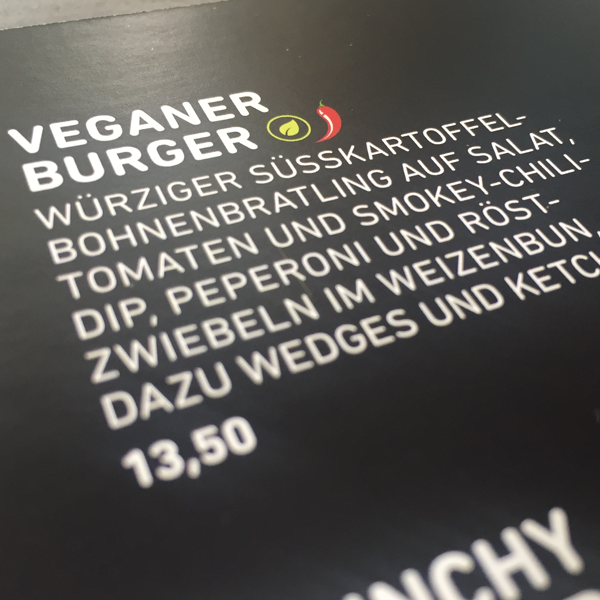 VEGANER
BURGER
WÜRZIGER SÜSSKARTOFFEL-
BOHNENBRATLING AUF SALAT,
TOMATEN UND SMOKEY-CHILI-
DIP, PEPERONI UND RÖST-
ZWIEBELN IM WEIZENBUN,
DAZU WEDGES UND
13,50